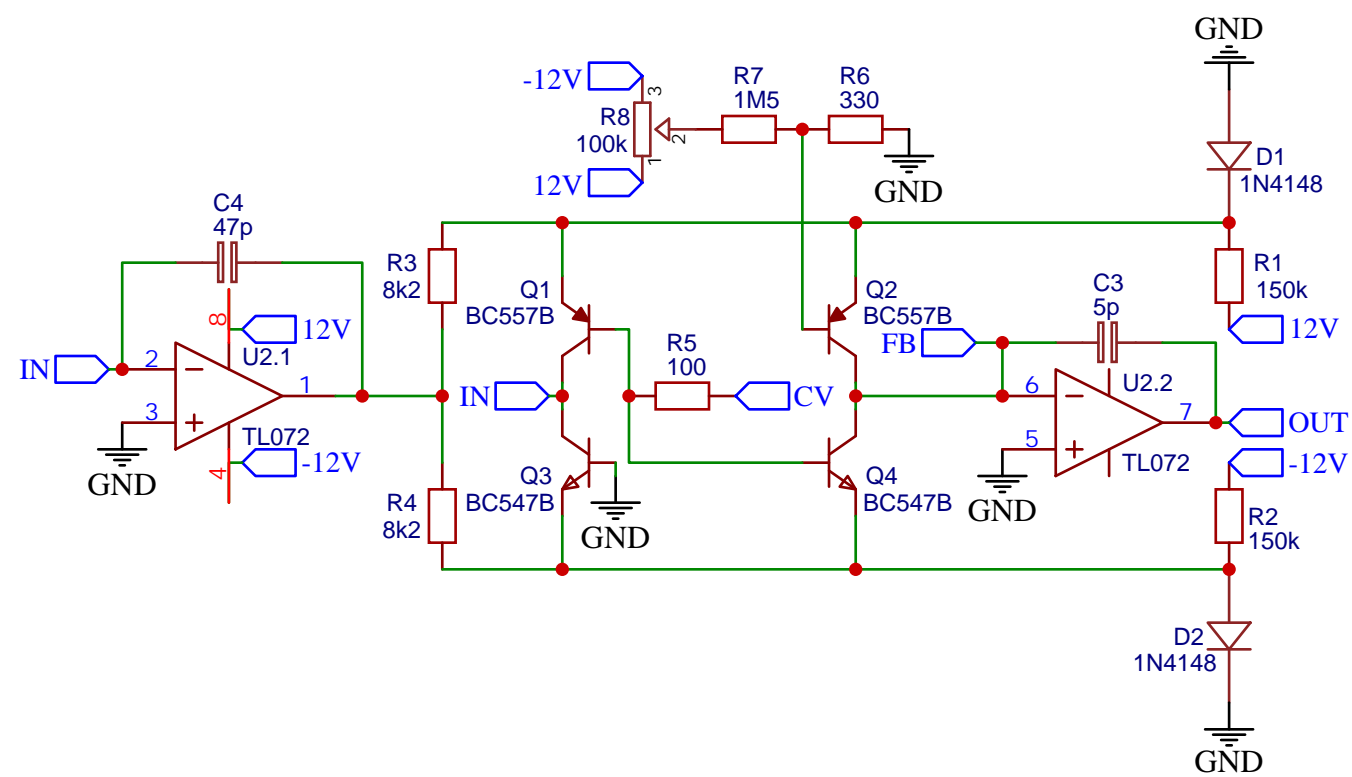 GND
-12V
3
R8
100k
2
1
12V
R7
1M5
R6
330
GND
D1
1N4148
C4
47p
R3
8k2
Q1
BC557B
Q2
BC557B
R1
150k
12V
C3
5p
8
12V
U2.1
IN
2
1
3
TL072
4
-12V
GND
IN
R5
100
CV
FB
6
U2.2
7
OUT
5
TL072
-12V
GND
R4
8k2
Q3
BC547B
GND
Q4
BC547B
R2
150k
D2
1N4148
GND